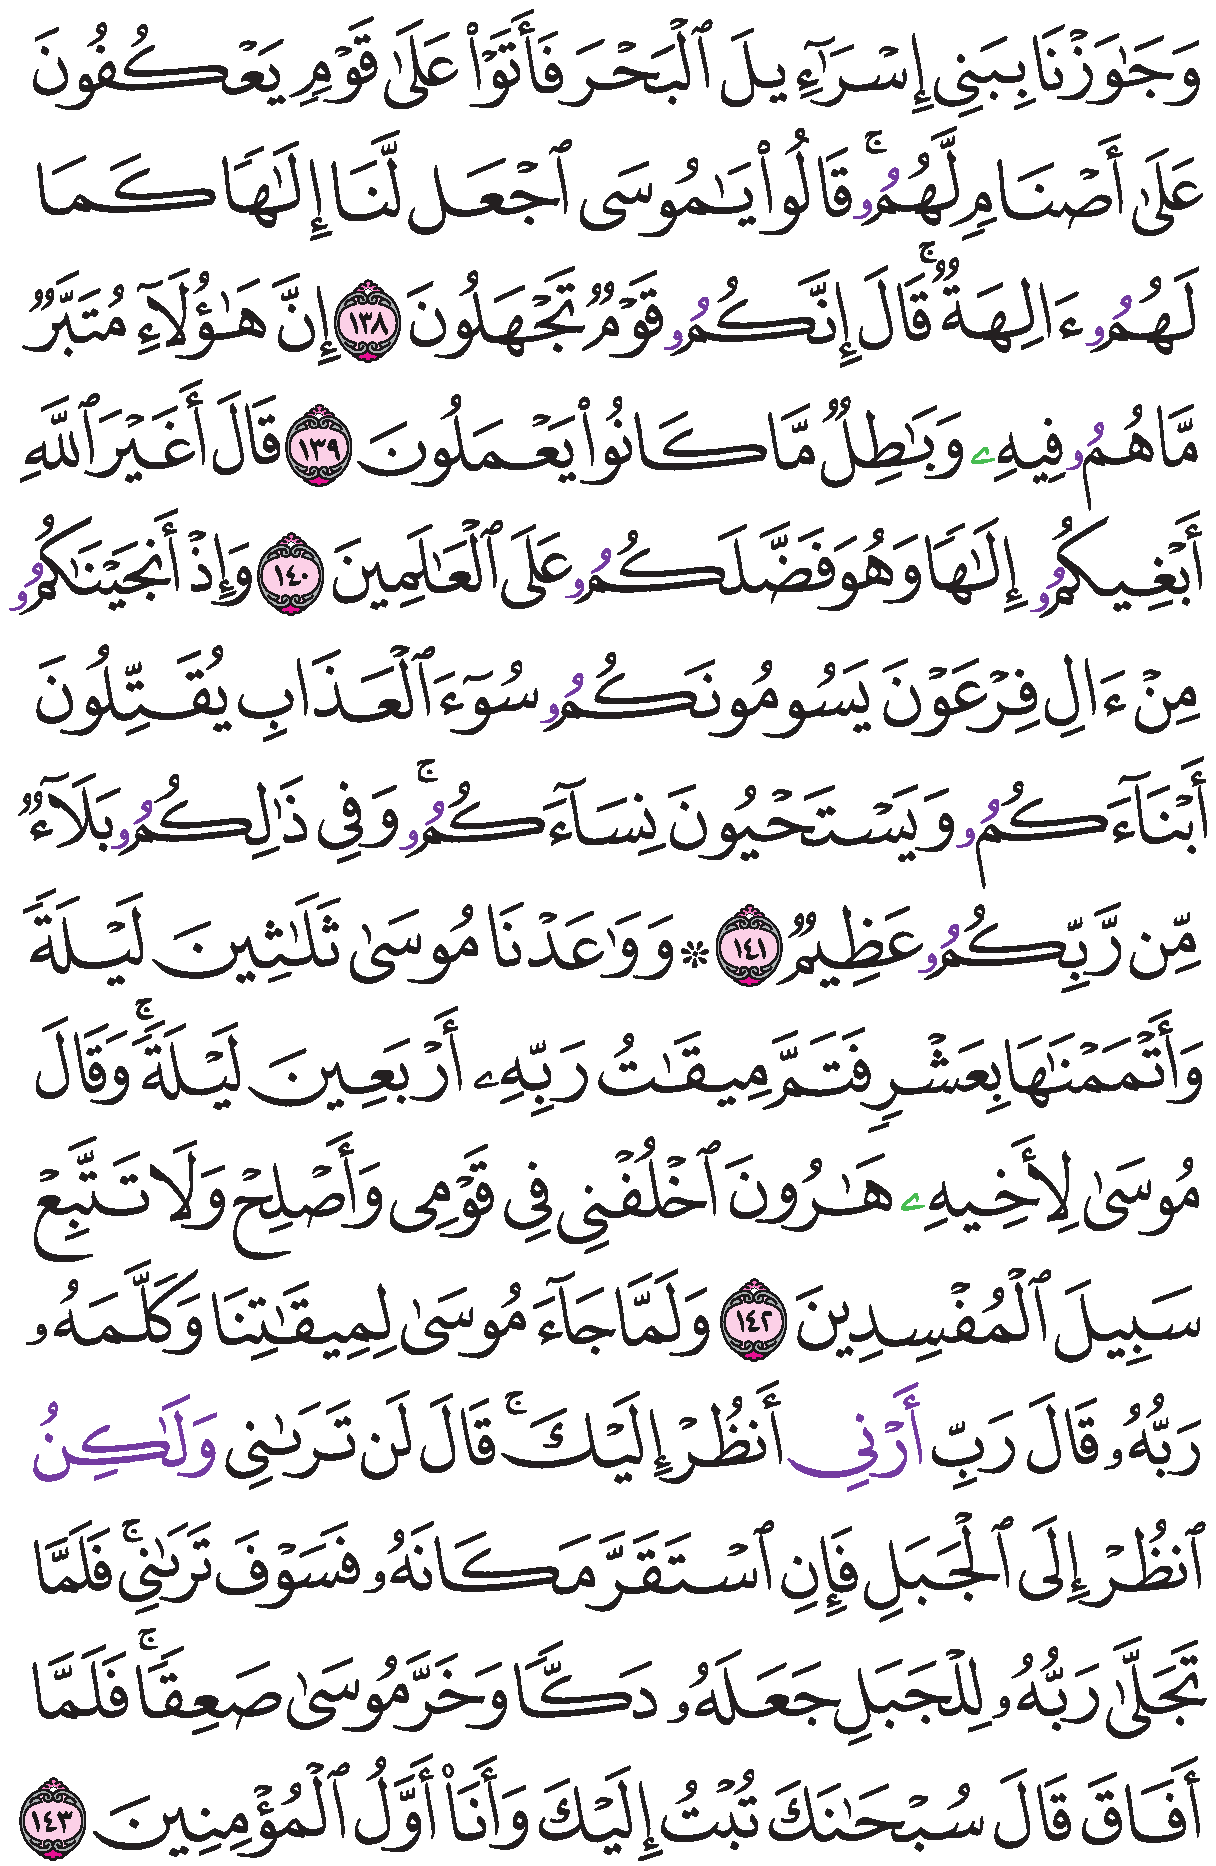 وَجَٰوَزۡنَا بِبَنِي إِسۡرَـٰٓءِيلَ ٱلۡبَحۡرَ فَأَتَوۡاْ عَلَىٰ قَوۡمٖ يَعۡكُفُونَ
عَلَىٰ أَصۡنَامٖ لَّهُمُۥۚ قَالُواْ يَٰمُوسَى ٱجۡعَل لَّنَا إِلَٰهٗا كَمَا
لَهُمُۥ ءَالِهَةٞۚ قَالَ إِنَّكُمُۥ قَوۡمٞ تَجۡهَلُونَ ١٣٨ إِنَّ هَٰؤُلَآءِ مُتَبَّرٞ
مَّا هُمُۥ فِيهِۦ وَبَٰطِلٞ مَّا كَانُواْ يَعۡمَلُونَ ١٣٩ قَالَ أَغَيۡرَ ٱللَّهِ
أَبۡغِيكُمُۥ إِلَٰهٗا وَهُوَ فَضَّلَكُمُۥ عَلَى ٱلۡعَٰلَمِينَ ١٤٠ وَإِذۡ أَنجَيۡنَٰكُمُۥ
مِنۡ ءَالِ فِرۡعَوۡنَ يَسُومُونَكُمُۥ سُوٓءَ ٱلۡعَذَابِ يُقَتِّلُونَ
أَبۡنَآءَكُمُۥ وَيَسۡتَحۡيُونَ نِسَآءَكُمُۥۚ وَفِي ذَٰلِكُمُۥ بَلَآءٞ
مِّن رَّبِّكُمُۥ عَظِيمٞ ١٤١ ۞ وَوَٰعَدۡنَا مُوسَىٰ ثَلَٰثِينَ لَيۡلَةٗ
وَأَتۡمَمۡنَٰهَا بِعَشۡرٖ فَتَمَّ مِيقَٰتُ رَبِّهِۦ أَرۡبَعِينَ لَيۡلَةٗۚ وَقَالَ
مُوسَىٰ لِأَخِيهِۦ هَٰرُونَ ٱخۡلُفۡنِي فِي قَوۡمِي وَأَصۡلِحۡ وَلَا تَتَّبِعۡ
سَبِيلَ ٱلۡمُفۡسِدِينَ ١٤٢ وَلَمَّا جَآءَ مُوسَىٰ لِمِيقَٰتِنَا وَكَلَّمَهُۥ
رَبُّهُۥ قَالَ رَبِّ أَرۡنِي أَنظُرۡ إِلَيۡكَۚ قَالَ لَن تَرَىٰنِي وَلَٰكِنُ
ٱنظُرۡ إِلَى ٱلۡجَبَلِ فَإِنِ ٱسۡتَقَرَّ مَكَانَهُۥ فَسَوۡفَ تَرَىٰنِيۚ فَلَمَّا
تَجَلَّىٰ رَبُّهُۥ لِلۡجَبَلِ جَعَلَهُۥ دَكّٗا وَخَرَّ مُوسَىٰ صَعِقٗاۚ فَلَمَّا
أَفَاقَ قَالَ سُبۡحَٰنَكَ تُبۡتُ إِلَيۡكَ وَأَنَا۠ أَوَّلُ ٱلۡمُؤۡمِنِينَ ١٤٣